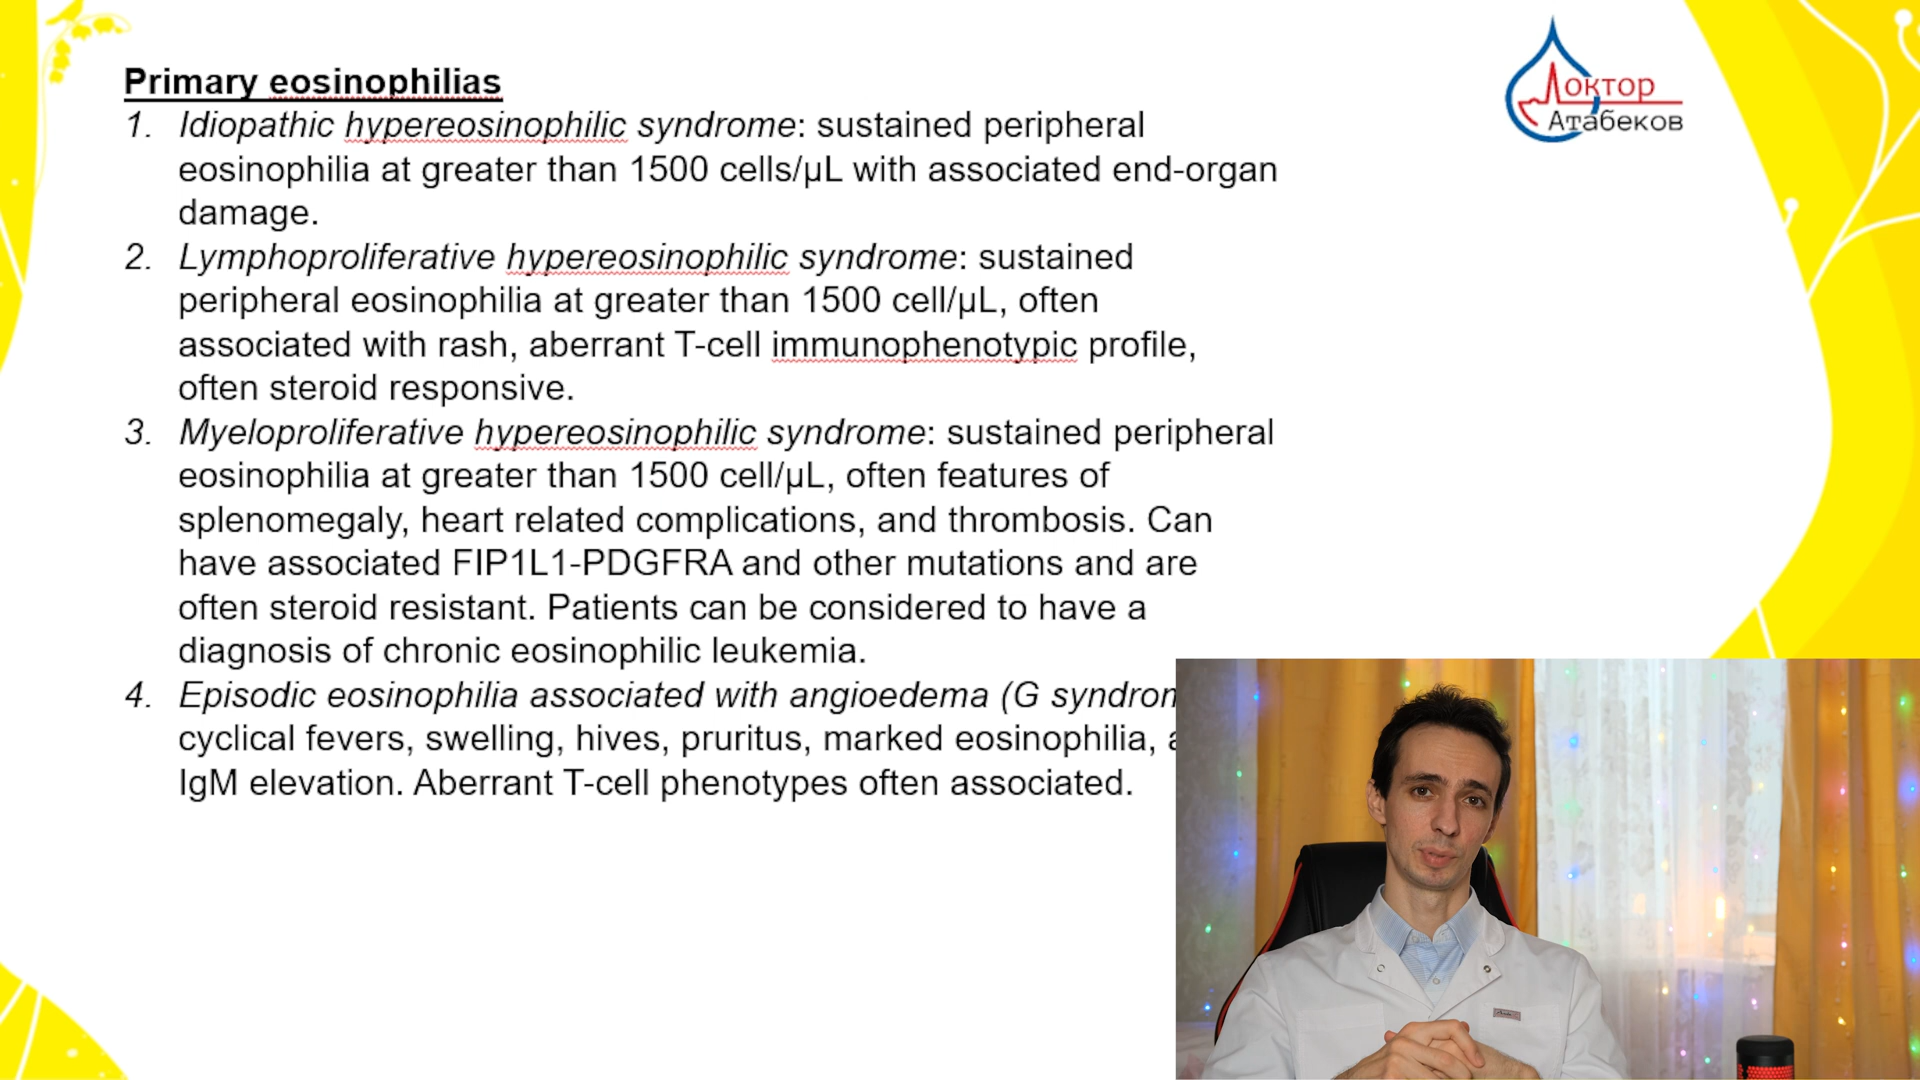 Primary eosinophilias
1. Idiopathic hypereosinophilic syndrome: sustained peripheral
eosinophilia at greater than 1500 cells/µL with associated end-organ
damage.
2. Lymphoproliferative hypereosinophilic syndrome: sustained
peripheral eosinophilia at greater than 1500 cell/µL, often
associated with rash, aberrant T-cell immunophenotypic profile,
often steroid responsive.
3. Myeloproliferative hypereosinophilic syndrome: sustained peripheral
eosinophilia at greater than 1500 cell/µL, often features of
splenomegaly, heart related complications, and thrombosis. Can
have associated FIP1L1-PDGFRA and other mutations and are
often steroid resistant. Patients can be considered to have a
diagnosis of chronic eosinophilic leukemia.
4. Episodic eosinophilia associated with angioedema (G
cyclical fevers, swelling, hives, pruritus, marked eosinophilia,
IgM elevation. Aberrant T-cell phenotypes often associated.
Доктор
Атабеков